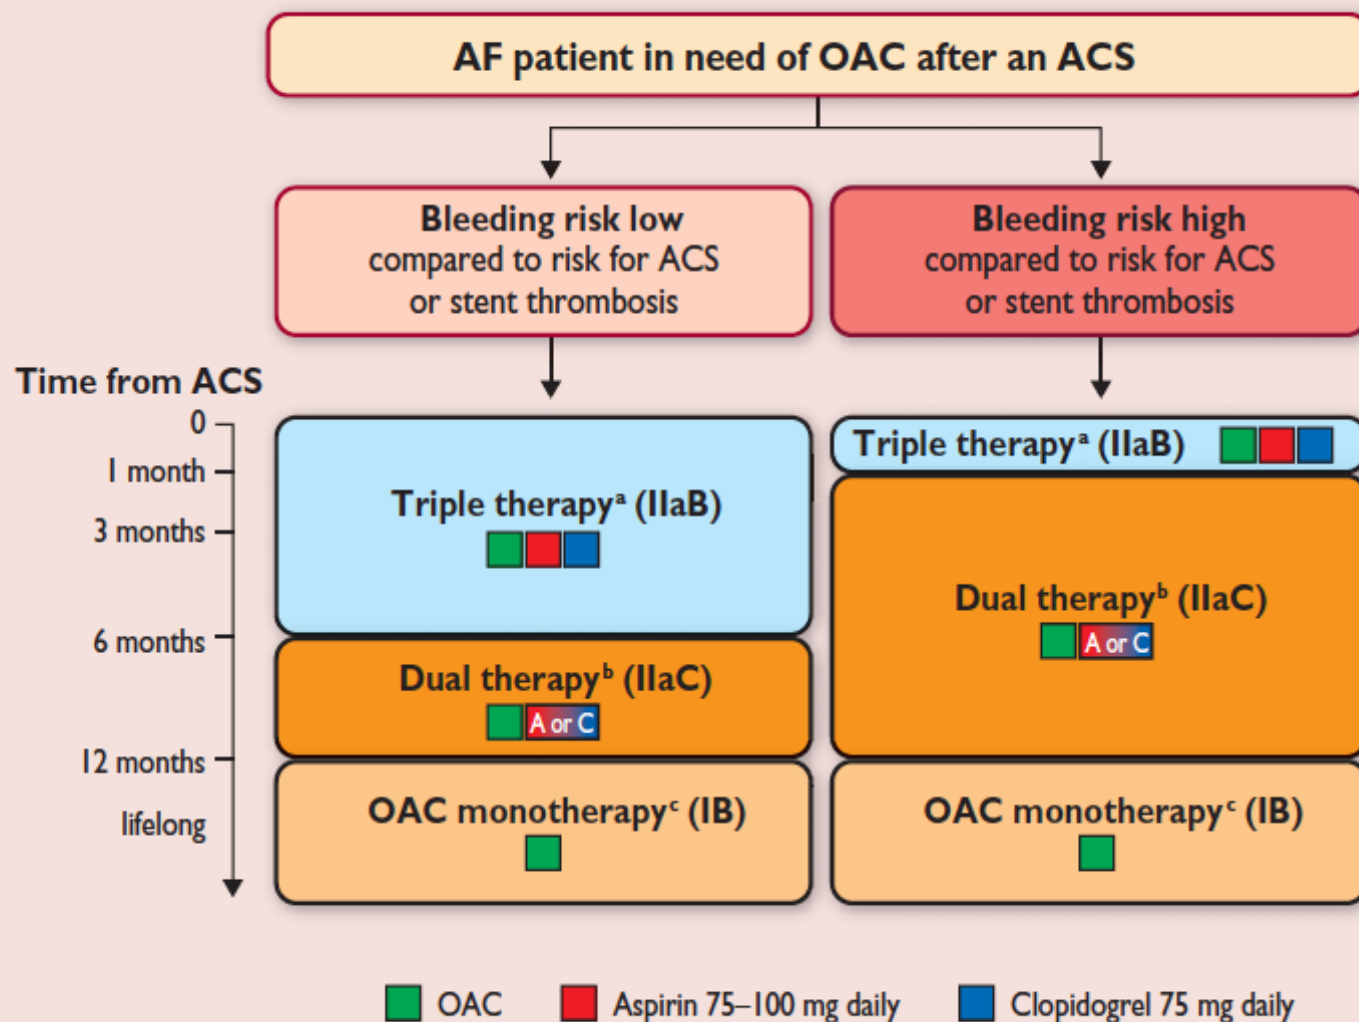 AF patient in need of OAC after an ACS
Bleeding risk low
compared to risk for ACS
or stent thrombosis
Bleeding risk high
compared to risk for ACS
or stent thrombosis
Time from ACS
0
1 month
3 months
6 months
12 months
lifelong
Triple therapyᵃ (IIaB)
Dual therapyᵇ (IIaC)
A or C
OAC monotherapyᶜ (IB)
Triple therapyᵃ (IIaB)
Dual therapyᵇ (IIaC)
A or C
OAC monotherapyᶜ (IB)
OAC
Aspirin 75–100 mg daily
Clopidogrel 75 mg daily